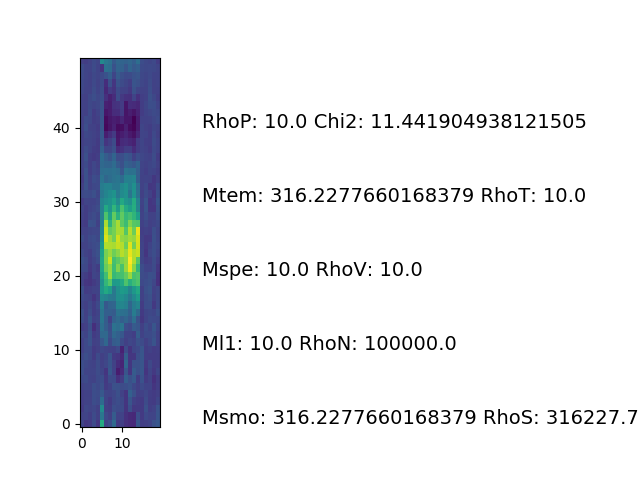 RhoP: 10.0 Chi2: 11.441904938121505
40
Mtem: 316.2277660168379 RhoT: 10.0
30
Mspe: 10.0 RhoV: 10.0
20
Ml1: 10.0 RhoN: 100000.0
10
Msmo: 316.2277660168379 RhoS: 316227.7
0
0 10